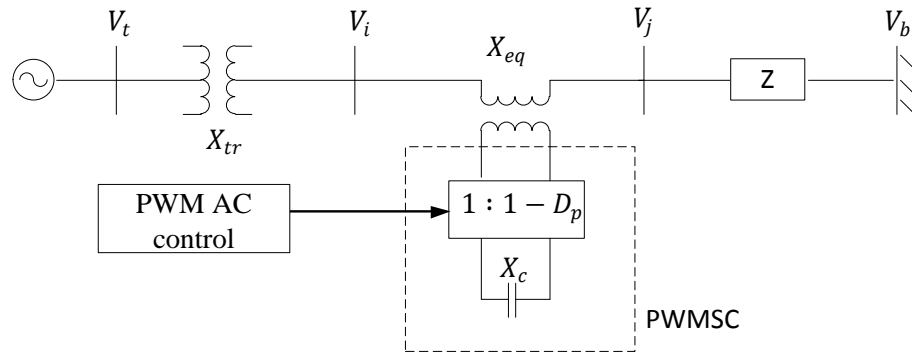 V_t
V_i
X_eq
V_j
V_b
Z
X_tr
PWM AC
control
1 : 1 − D_p
X_c
PWMSC